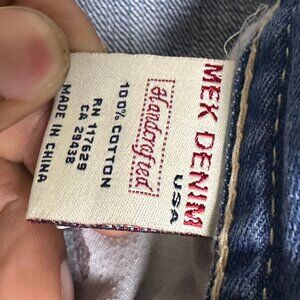 MEK DENIM
USA
Handcrafted
100% COTTON
RN 117629
CA 29438
MADE IN CHINA